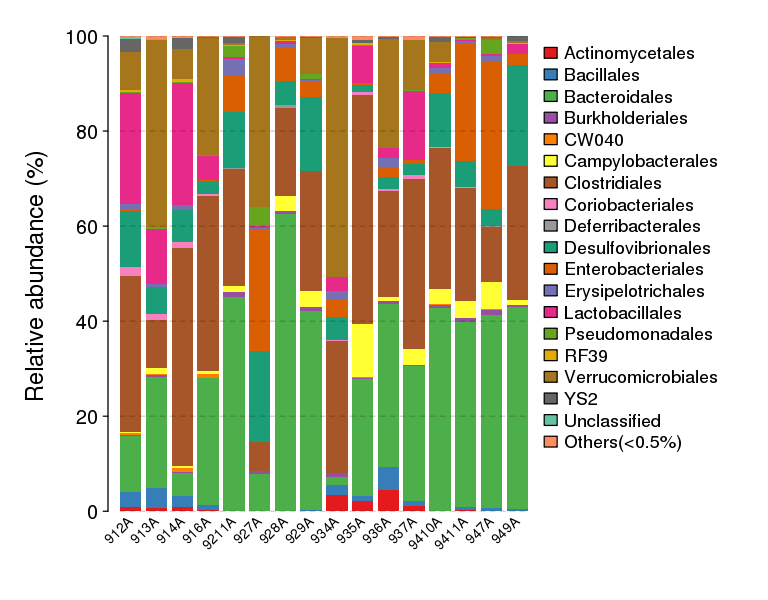 Relative abundance (%)
100
80
60
40
20
0
912A
913A
914A
916A
9211A
927A
928A
929A
934A
935A
936A
937A
9410A
9411A
947A
949A
Actinomycetales
Bacillales
Bacteroidales
Burkholderiales
CW040
Campylobacterales
Clostridiales
Coriobacteriales
Deferribacterales
Desulfovibrionales
Enterobacteriales
Erysipelotrichales
Lactobacillales
Pseudomonadales
RF39
Verrucomicrobiales
YS2
Unclassified
Others(<0.5%)